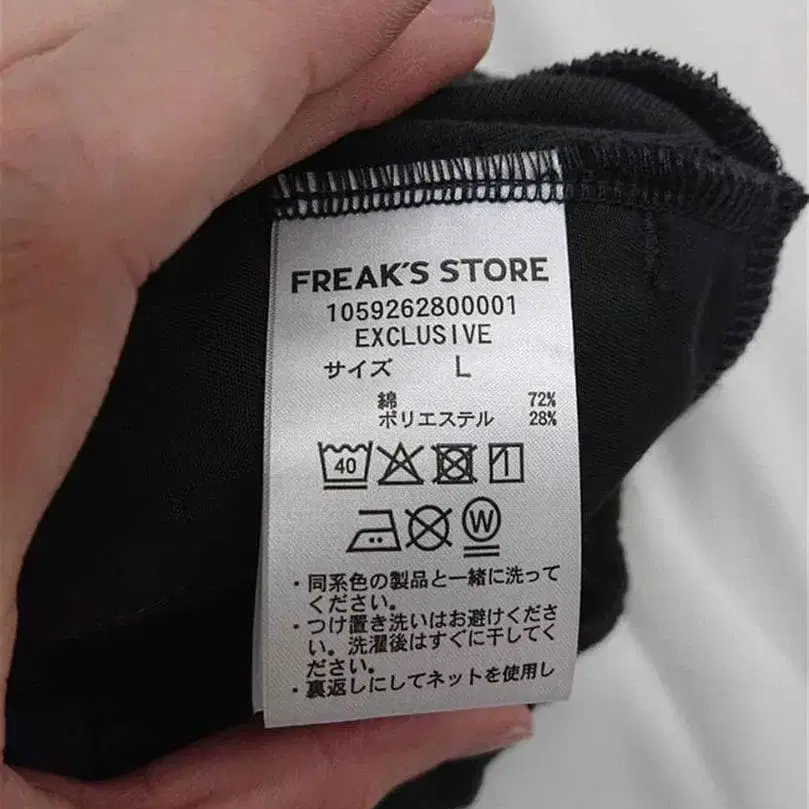 FREAK'S STORE
1059262800001
EXCLUSIVE
サイズ L
綿 72%
ポリエステル 28%
40
W
・同系色の製品と一緒に洗って
ください。
・つけ置き洗いはお避けくださ
い。洗濯後はすぐに干してく
ださい。
・裏返しにしてネットを使用し